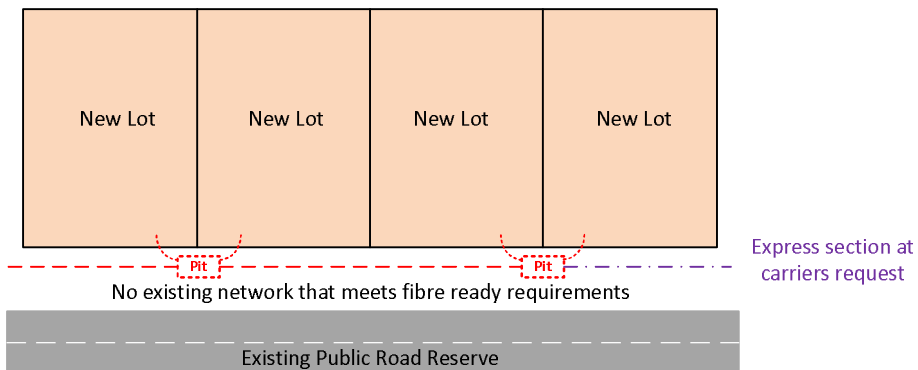 New Lot
New Lot
New Lot
New Lot
Express section at
carriers request
Pit
Pit
No existing network that meets fibre ready requirements
Existing Public Road Reserve